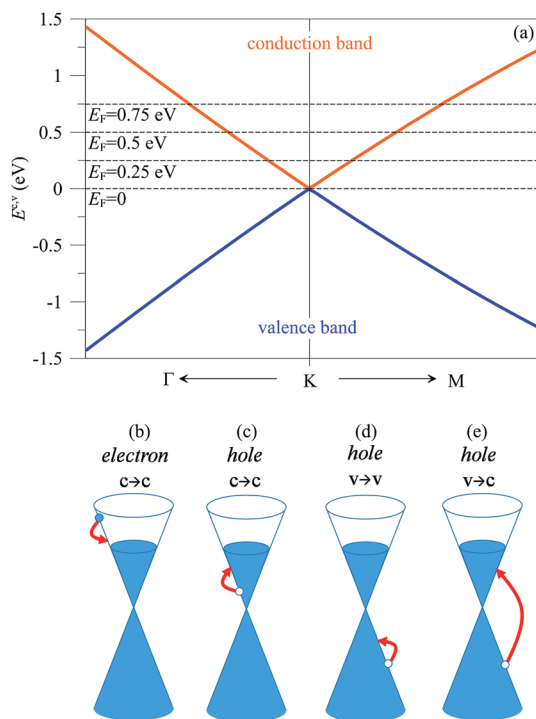 1.5
(a)
conduction band
1
E_F=0.75 eV
0.5
E_F=0.5 eV
E_F=0.25 eV
0
E_F=0
E^c,v (eV)
-0.5
-1
valence band
-1.5
Γ K M
(b) (c) (d) (e)
electron hole hole hole
c→c c→c v→v v→c